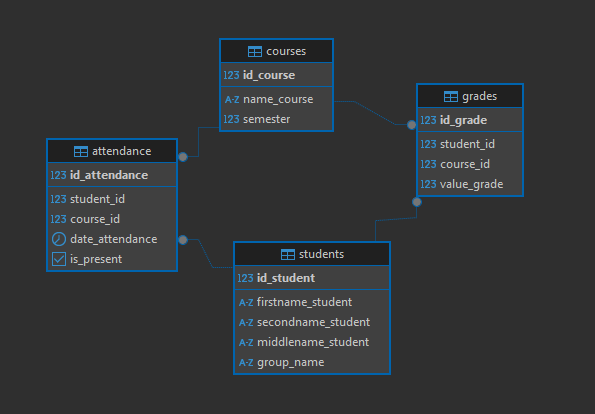 courses
123 id_course
A-Z name_course
123 semester
grades
123 id_grade
123 student_id
123 course_id
123 value_grade
attendance
123 id_attendance
123 student_id
123 course_id
date_attendance
is_present
students
123 id_student
A-Z firstname_student
A-Z secondname_student
A-Z middlename_student
A-Z group_name